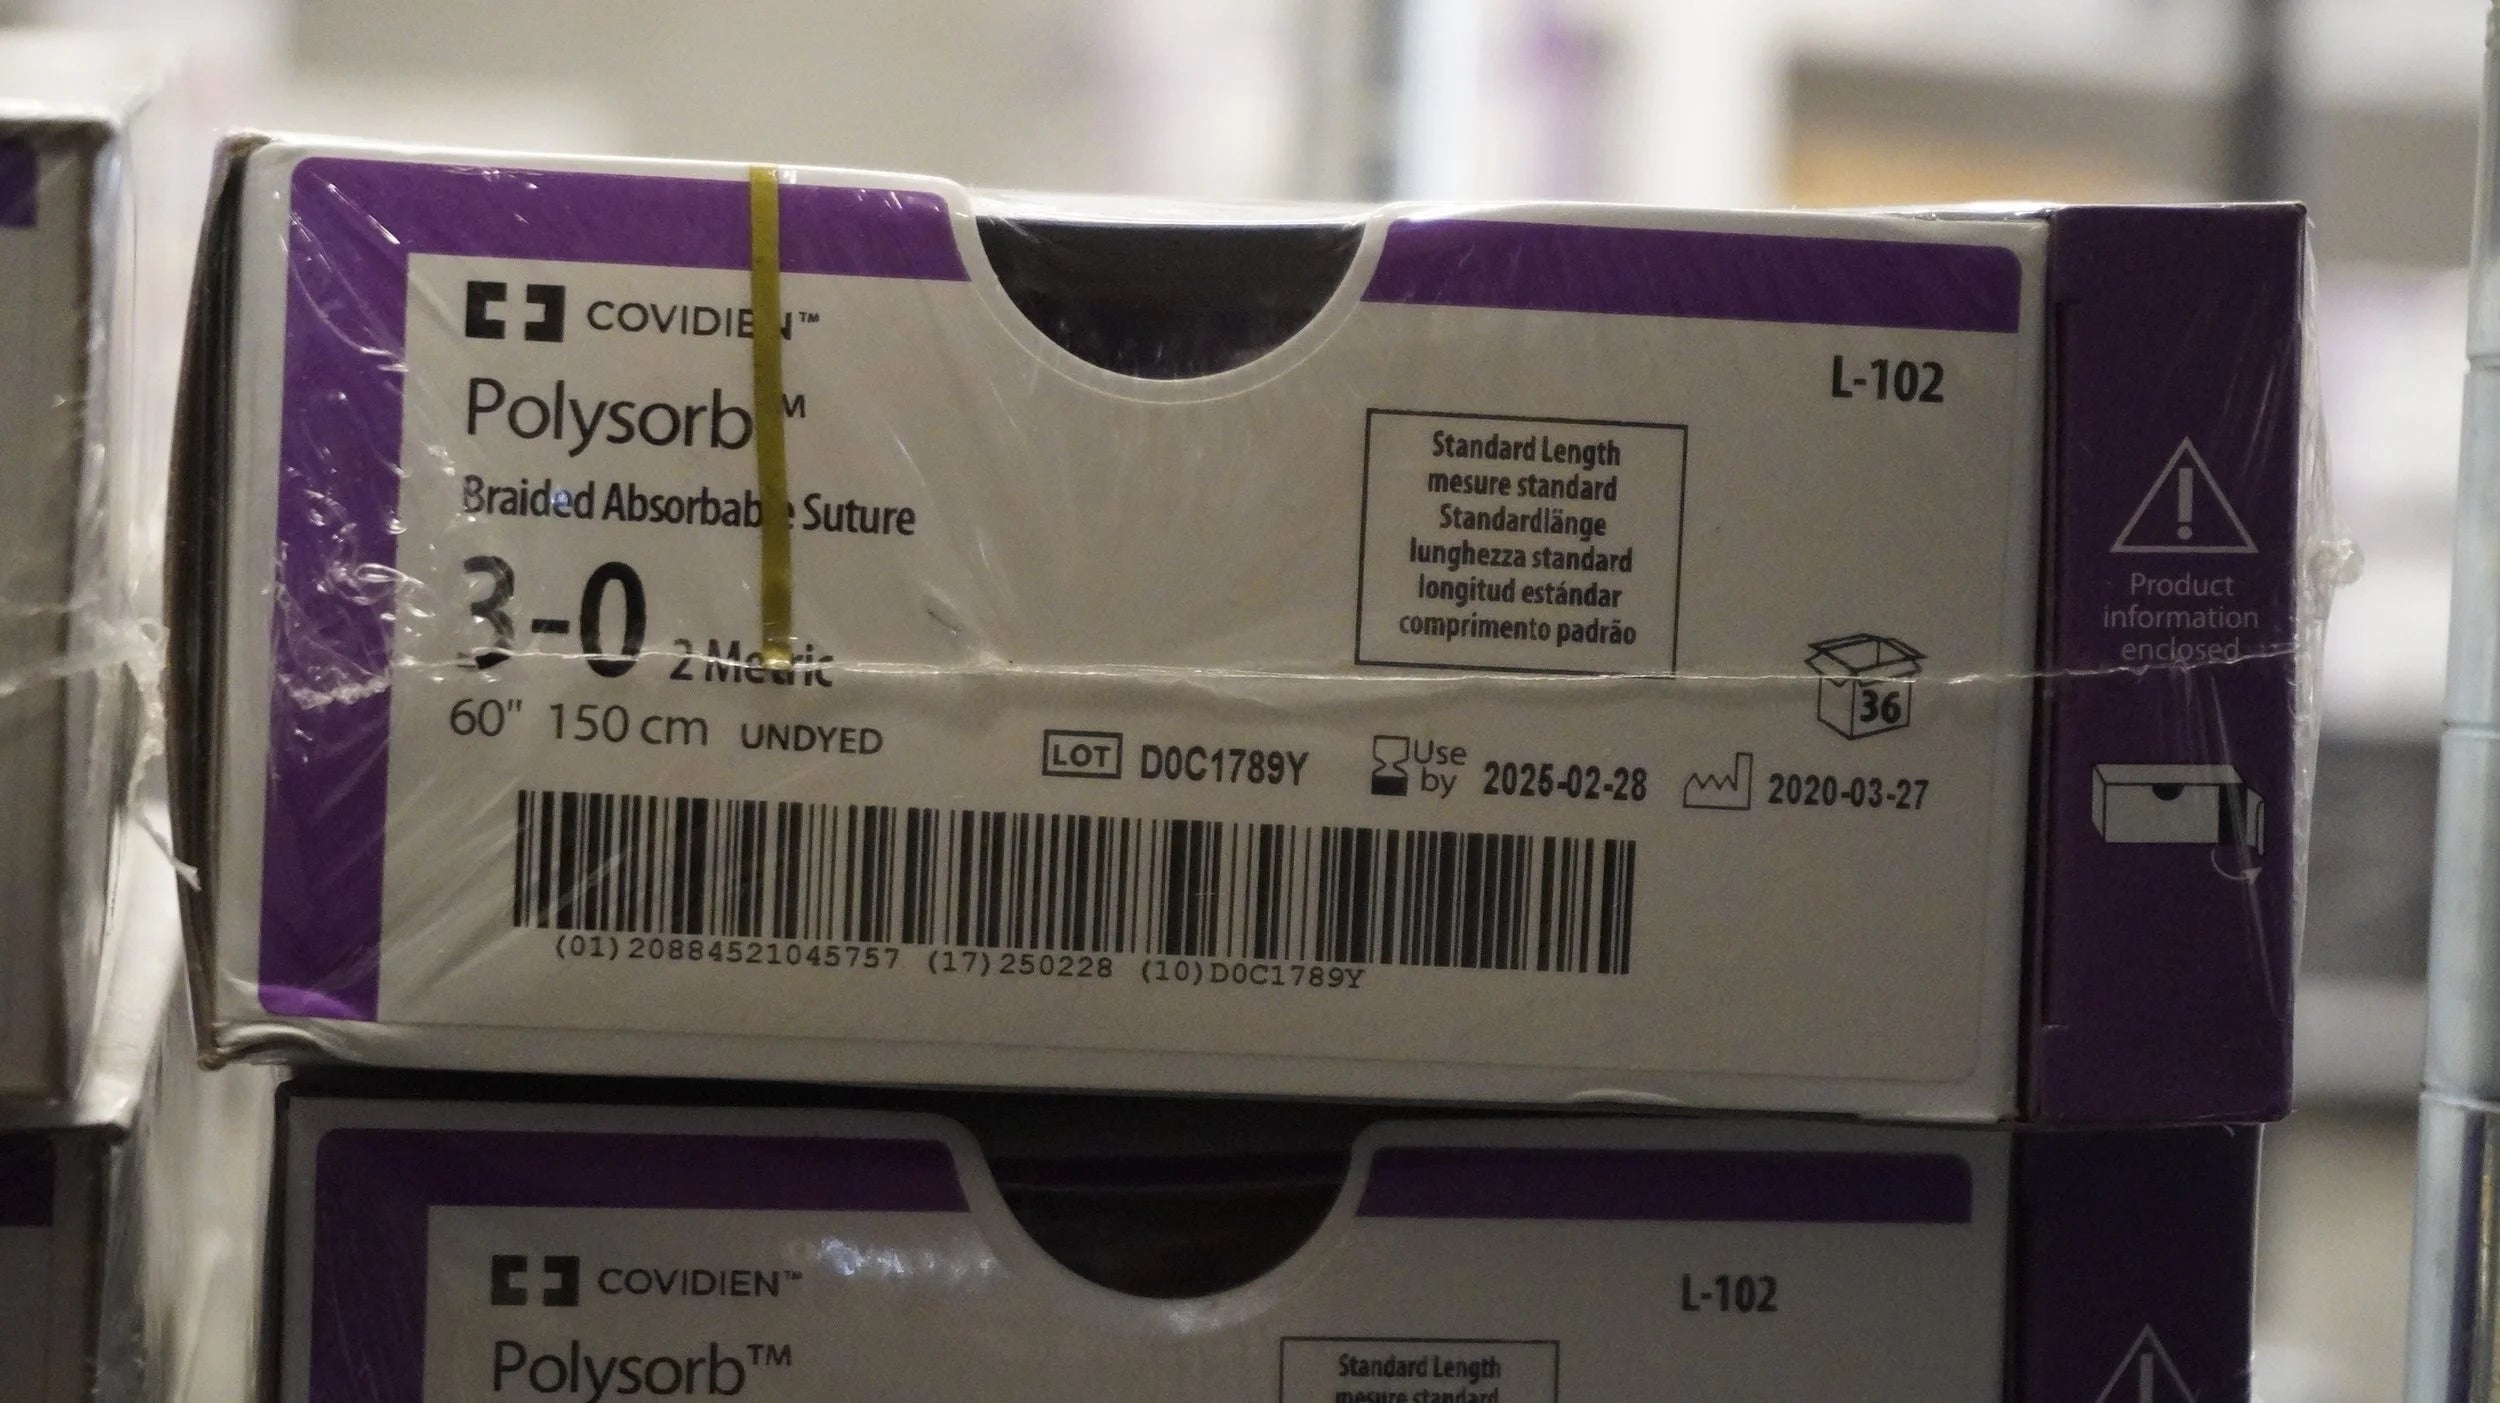 COVIDIEN™
Polysorb™
Braided Absorbable Suture
3-0 2 Metric
60" 150 cm UNDYED
L-102
Standard Length
mesure standard
Standardlänge
lunghezza standard
longitud estándar
comprimento padrão
36
LOT D0C1789Y
Use by 2025-02-28
2020-03-27
(01)20884521045757 (17)250228 (10)D0C1789Y
Product
information
enclosed
COVIDIEN™
Polysorb™
L-102
Standard Length
mesure standard